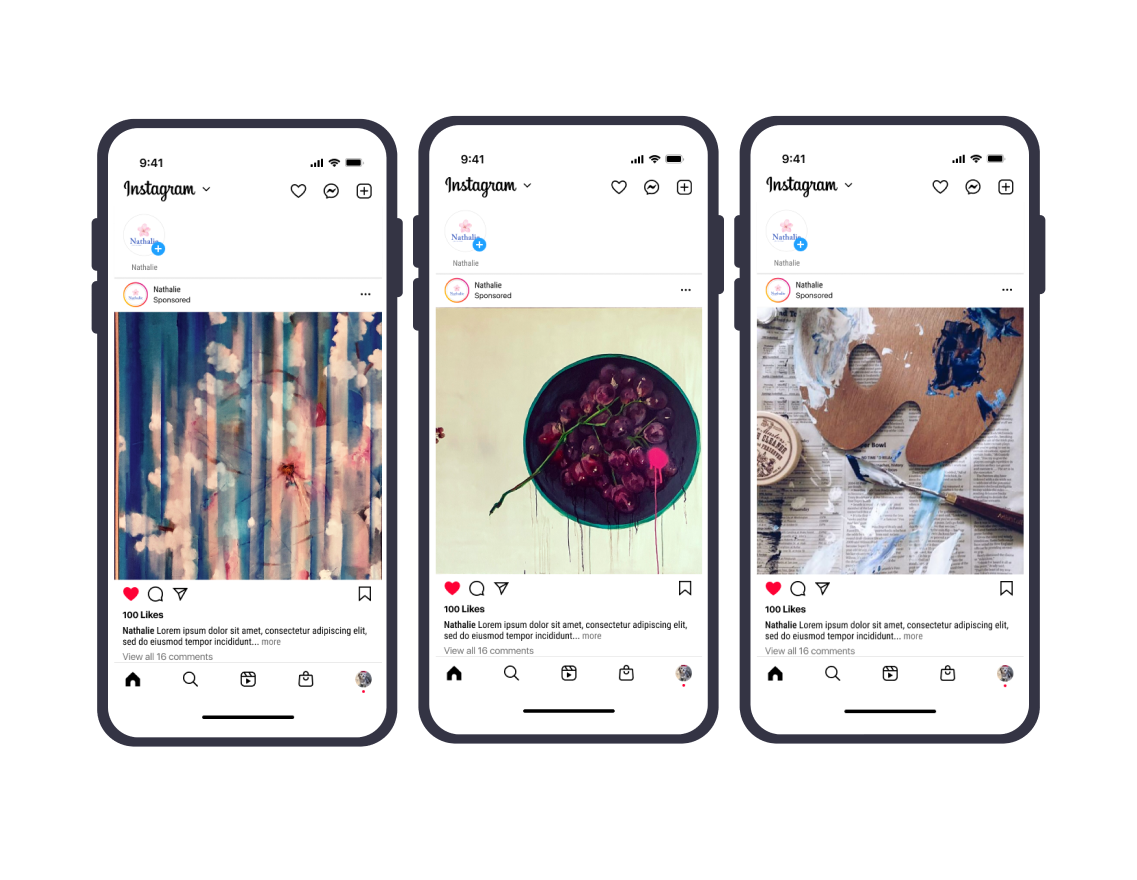 9:41
Instagram
Nathalie
Nathalie
Nathalie
Sponsored
100 Likes
Nathalie Lorem ipsum dolor sit amet, consectetur adipiscing elit,
sed do eiusmod tempor incididunt... more
View all 16 comments
9:41
Instagram
Nathalie
Nathalie
Nathalie
Sponsored
100 Likes
Nathalie Lorem ipsum dolor sit amet, consectetur adipiscing elit,
sed do eiusmod tempor incididunt... more
View all 16 comments
9:41
Instagram
Nathalie
Nathalie
Nathalie
Sponsored
Bowl
100 Likes
Nathalie Lorem ipsum dolor sit amet, consectetur adipiscing elit,
sed do eiusmod tempor incididunt... more
View all 16 comments